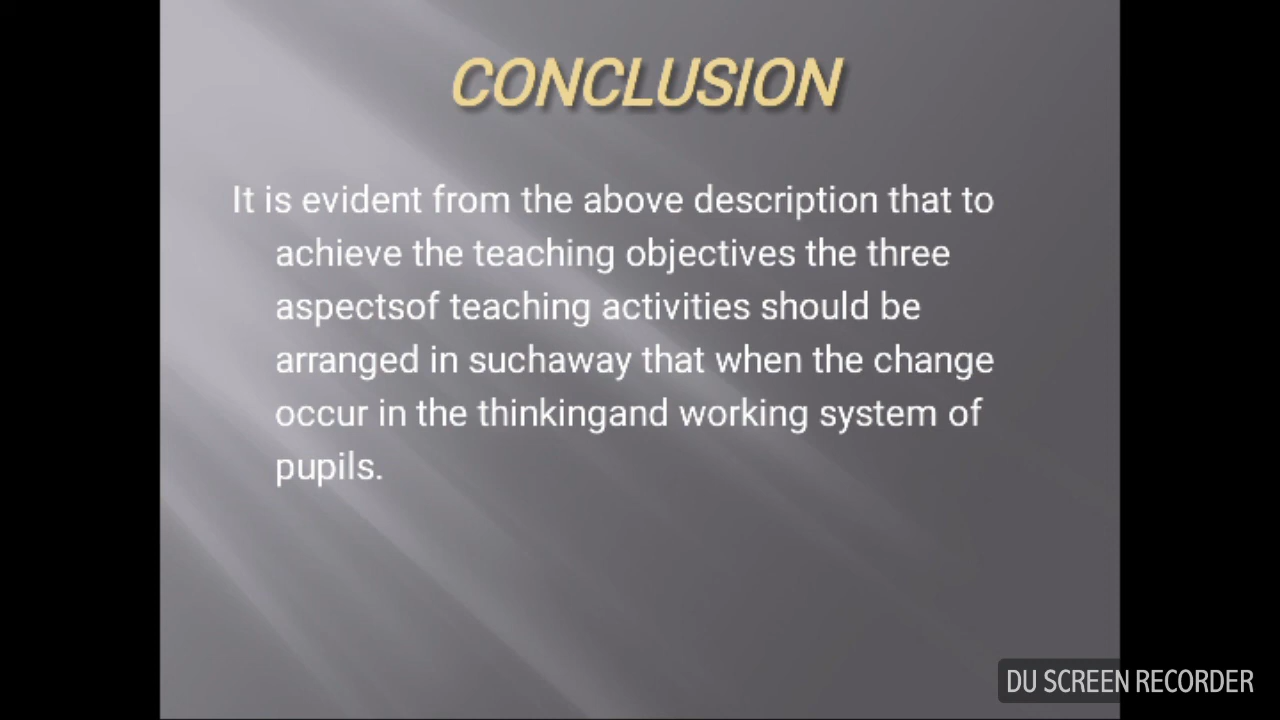 CONCLUSION
It is evident from the above description that to
achieve the teaching objectives the three
aspectsof teaching activities should be
arranged in suchaway that when the change
occur in the thinkingand working system of
pupils.
DU SCREEN RECORDER